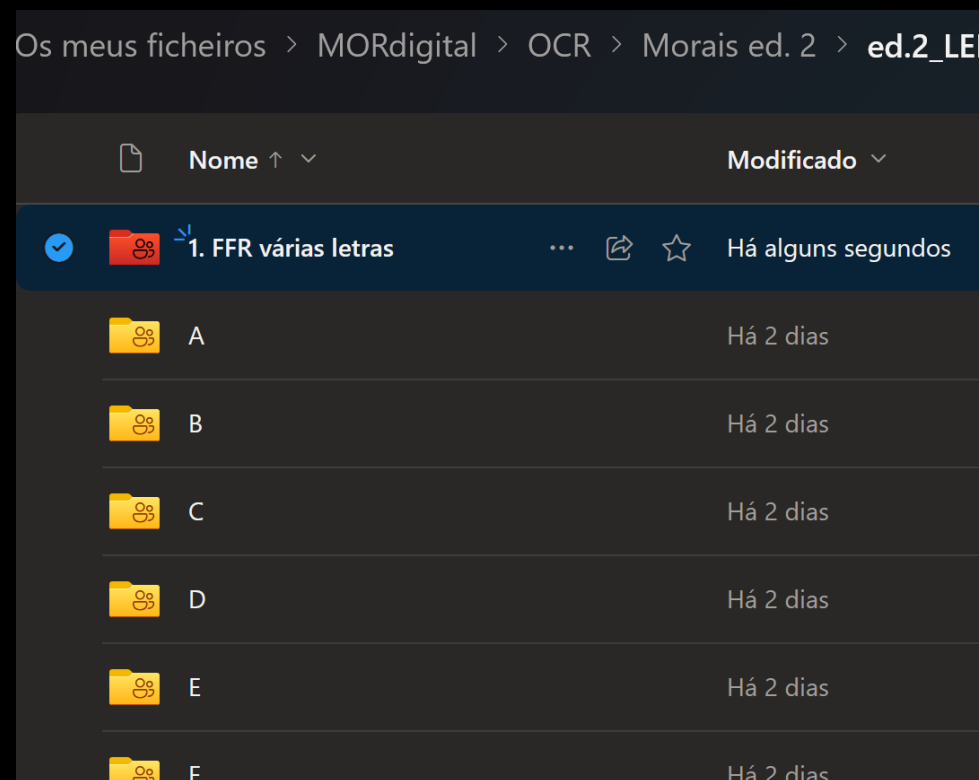 Os meus ficheiros > MORdigital > OCR > Morais ed. 2 >
Nome Modificado
1. FFR várias letras ... Há alguns segundos
A Há 2 dias
B Há 2 dias
C Há 2 dias
D Há 2 dias
E Há 2 dias
Há 2 dias